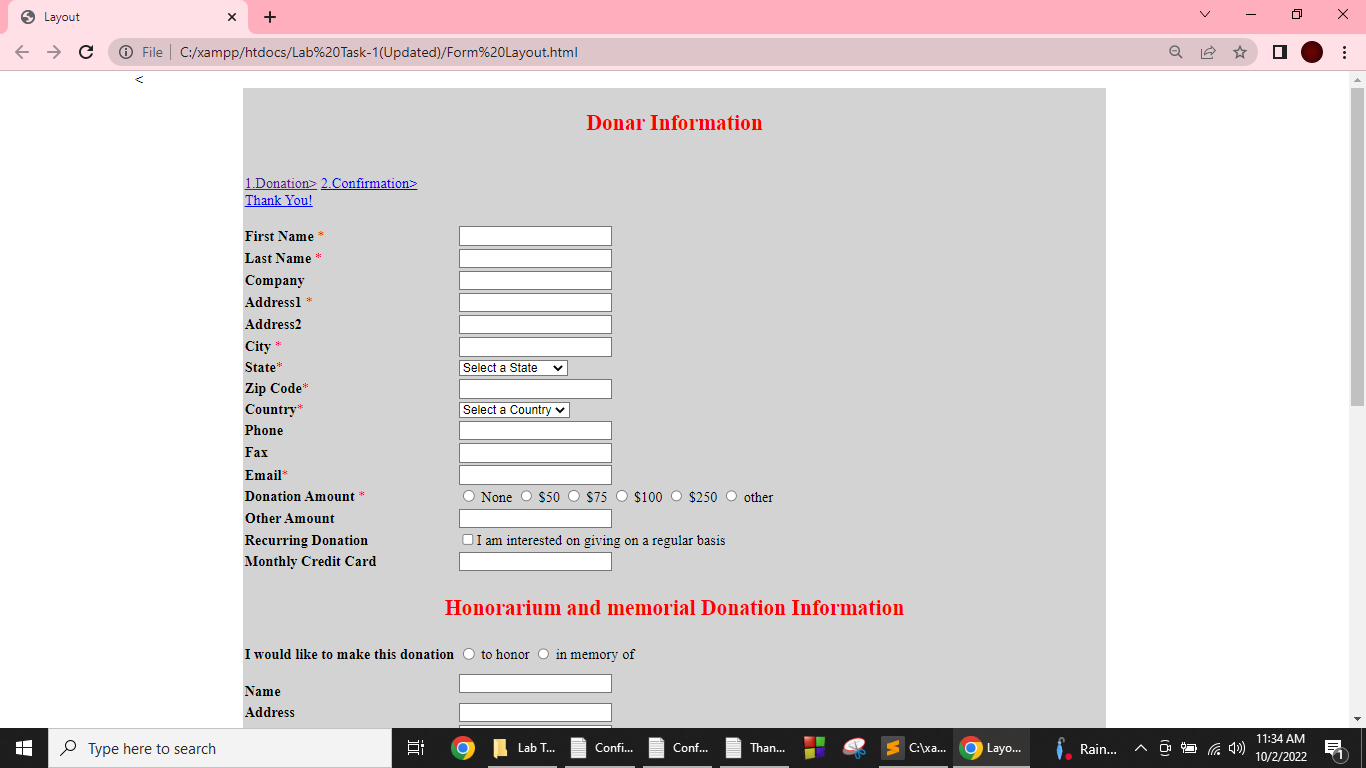 Layout
File C:/xampp/htdocs/Lab%20Task-1(Updated)/Form%20Layout.html
<
Donar Information
1.Donation> 2.Confirmation>
Thank You!
First Name *
Last Name *
Company
Address1 *
Address2
City *
State* Select a State
Zip Code*
Country* Select a Country
Phone
Fax
Email*
Donation Amount * None $50 $75 $100 $250 other
Other Amount
Recurring Donation I am interested on giving on a regular basis
Monthly Credit Card
Honorarium and memorial Donation Information
I would like to make this donation to honor in memory of
Name
Address
Type here to search Lab T... Confi... Conf... Than... C:\xa... Layo... Rain... 11:34 AM
10/2/2022 1